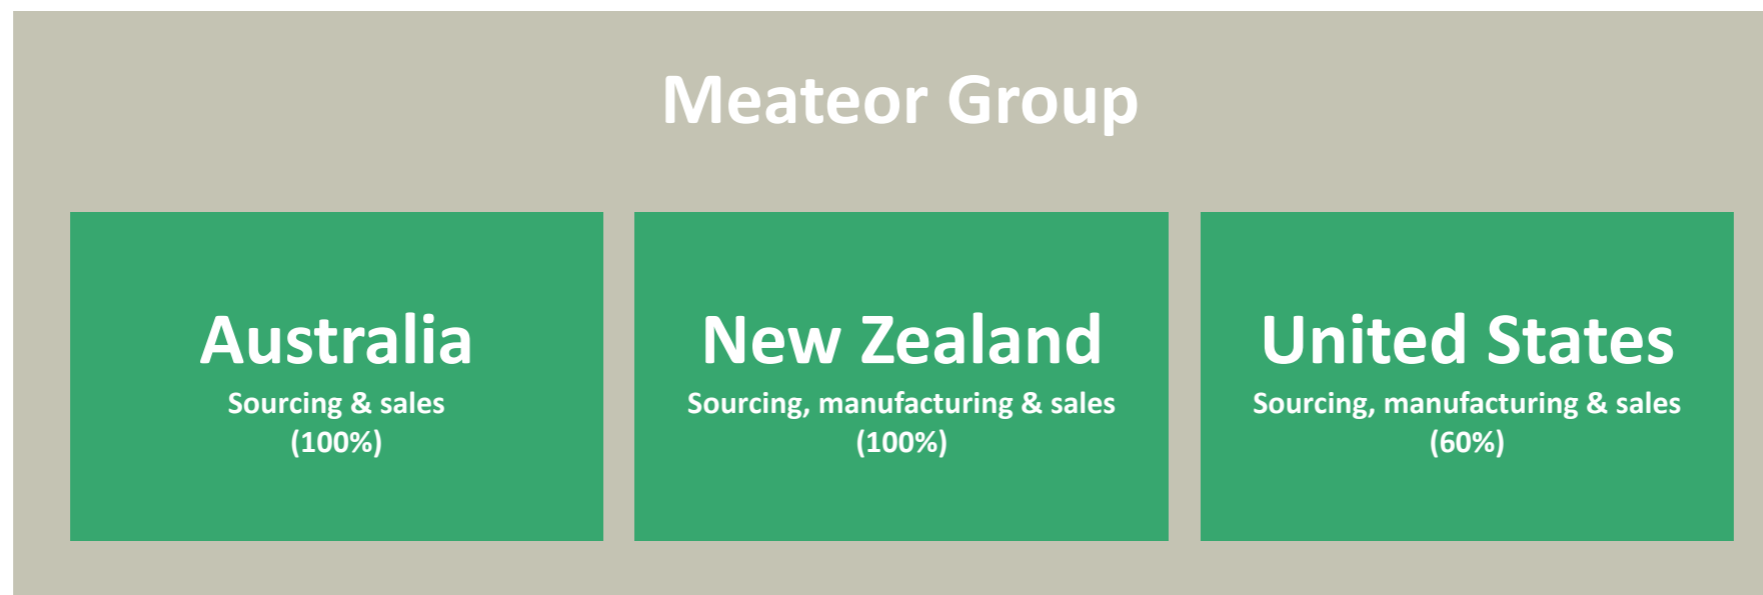 Meateor Group
Australia
Sourcing & sales
(100%)
New Zealand
Sourcing, manufacturing & sales
(100%)
United States
Sourcing, manufacturing & sales
(60%)